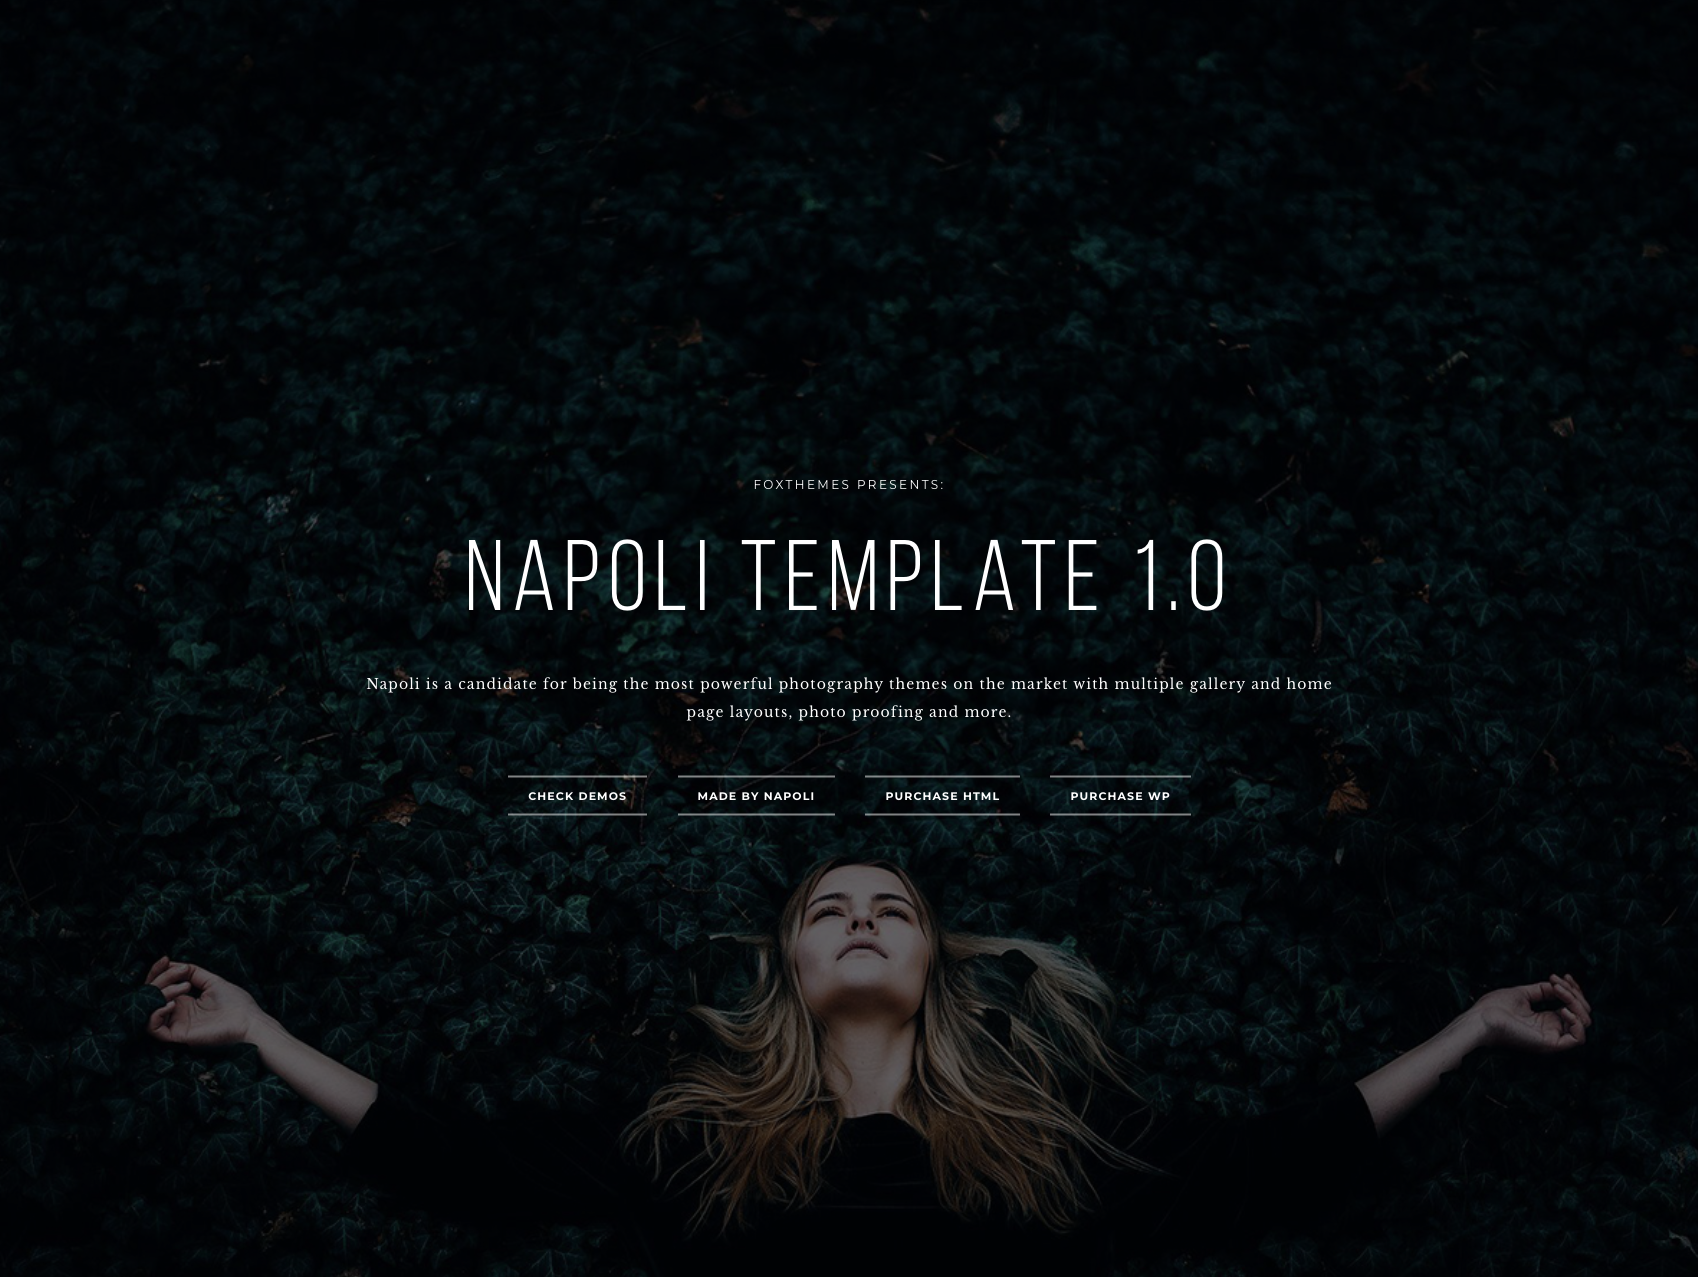 FOXTHEMES PRESENTS:
NAPOLI TEMPLATE 1.0
Napoli is a candidate for being the most powerful photography themes on the market with multiple gallery and home
page layouts, photo proofing and more.
CHECK DEMOS
MADE BY NAPOLI
PURCHASE HTML
PURCHASE WP